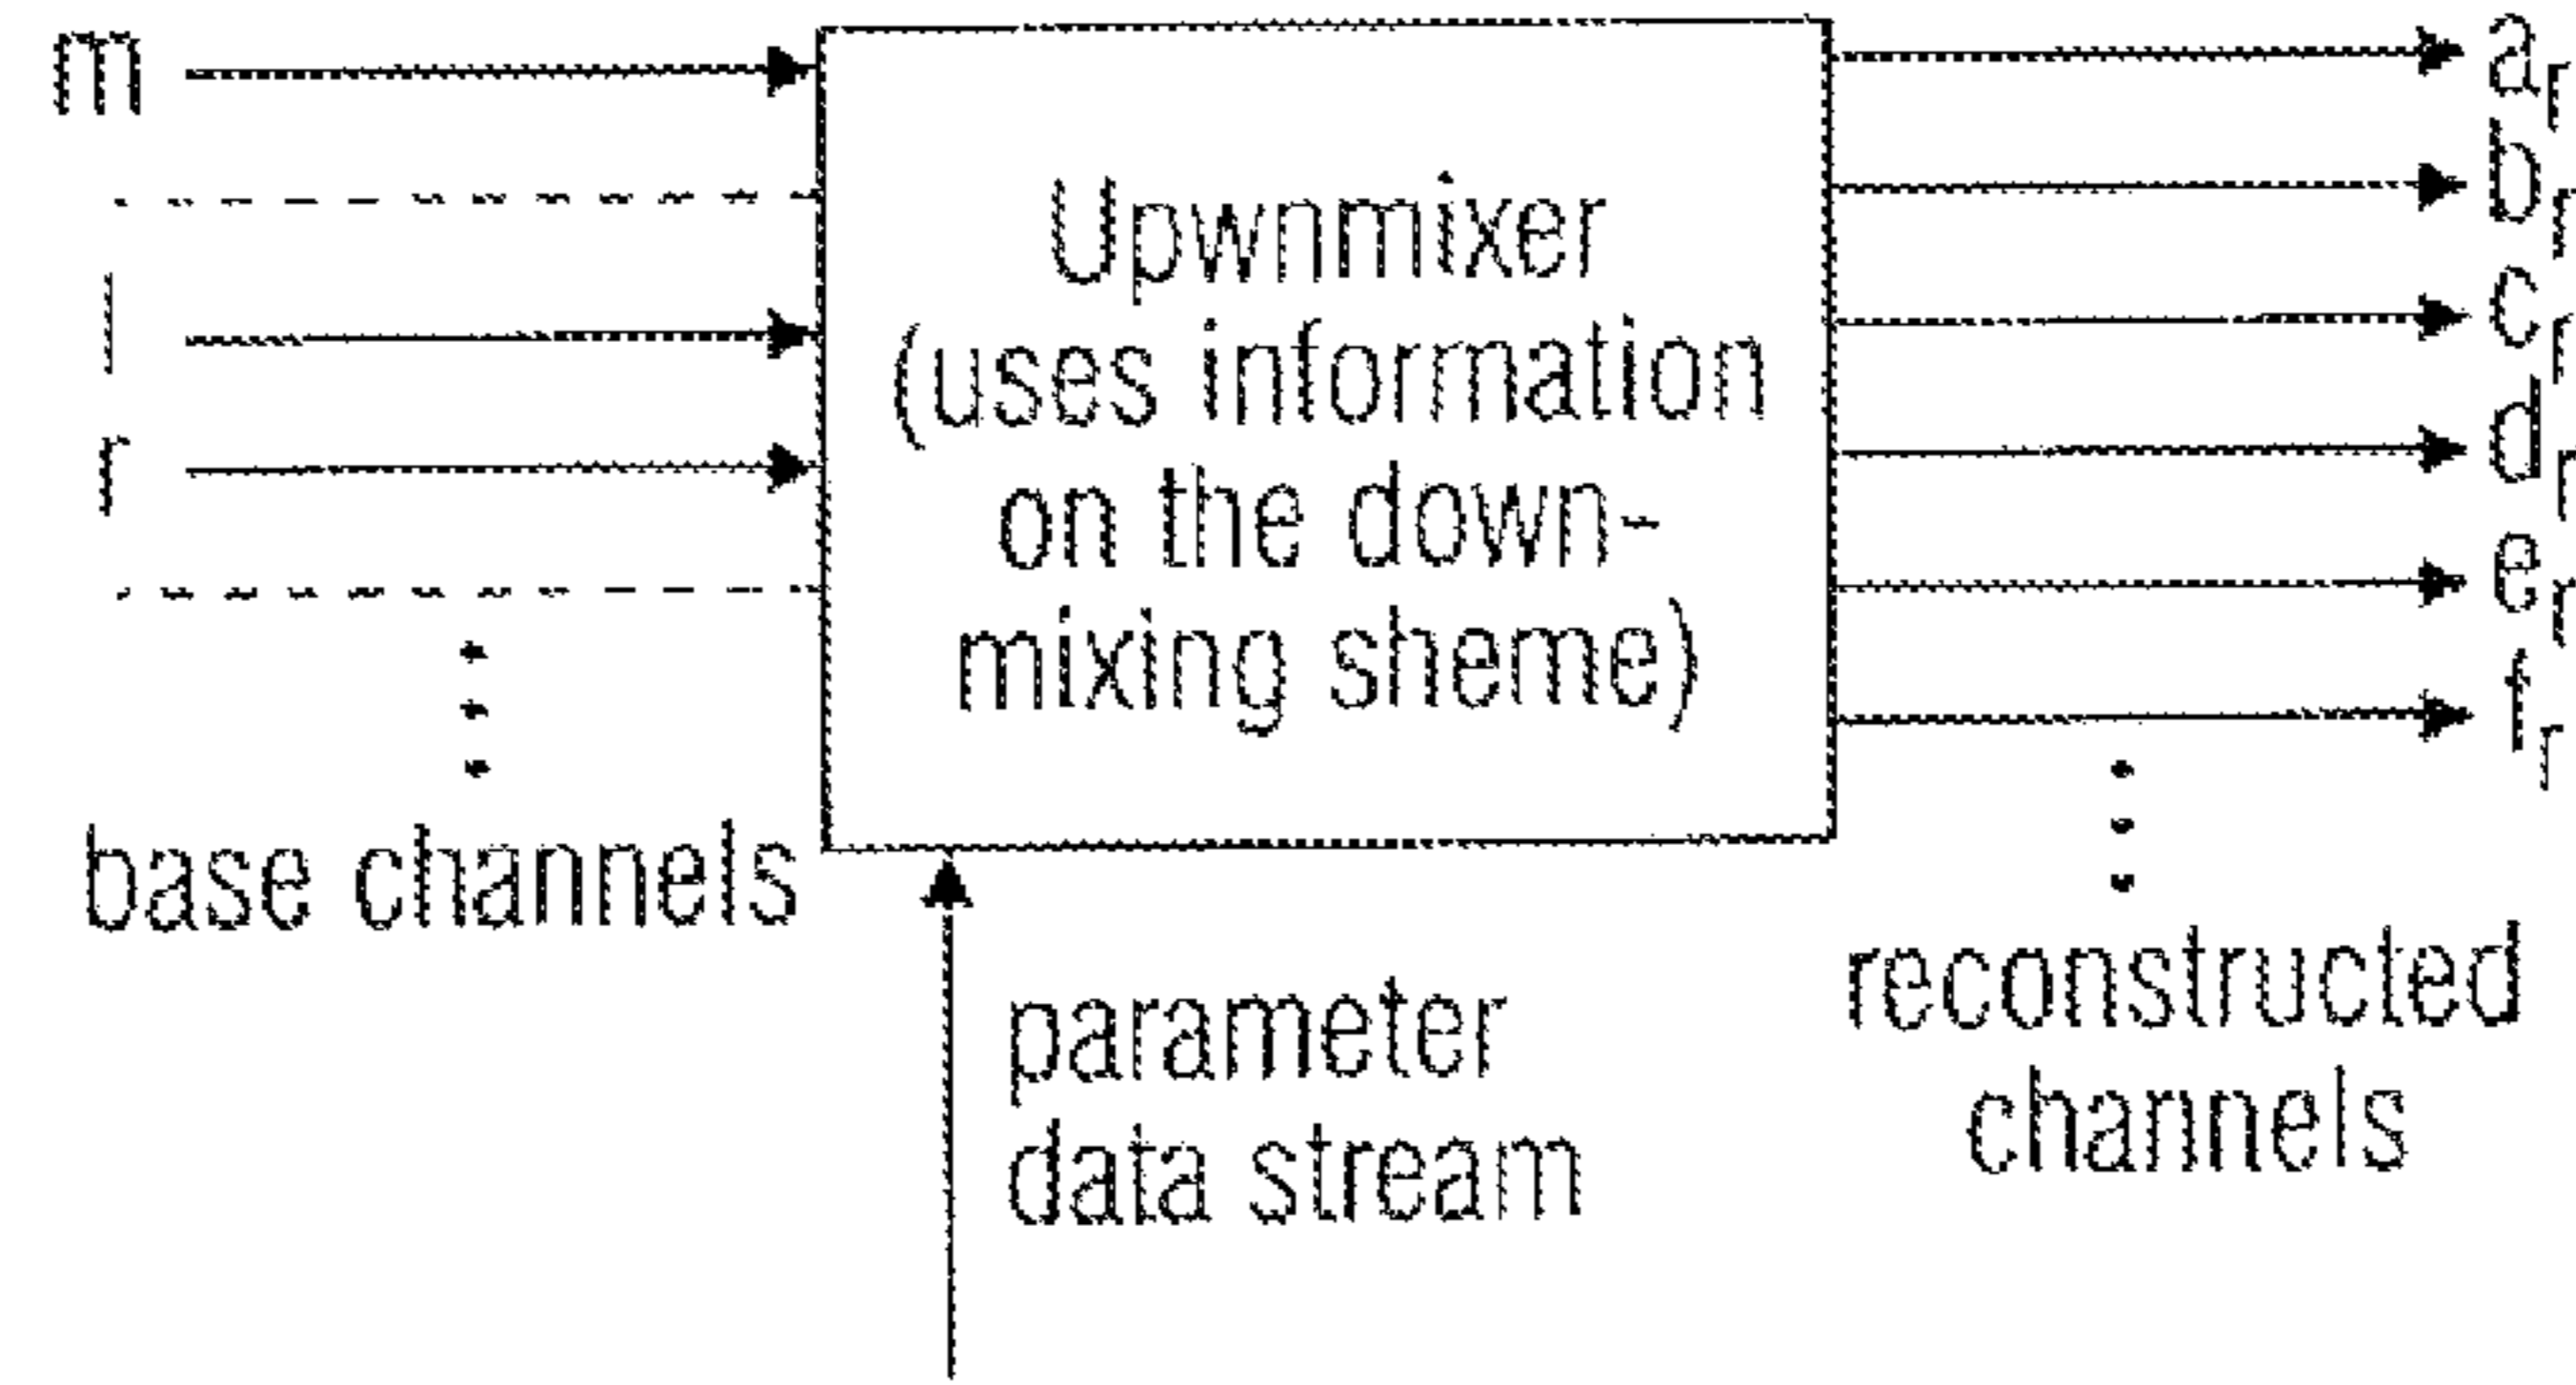 m
l
r
base channels
Upwnmixer
(uses information
on the down-
mixing sheme)
parameter
data stream
a_r
b_r
c_r
d_r
e_r
f_r
reconstructed
channels